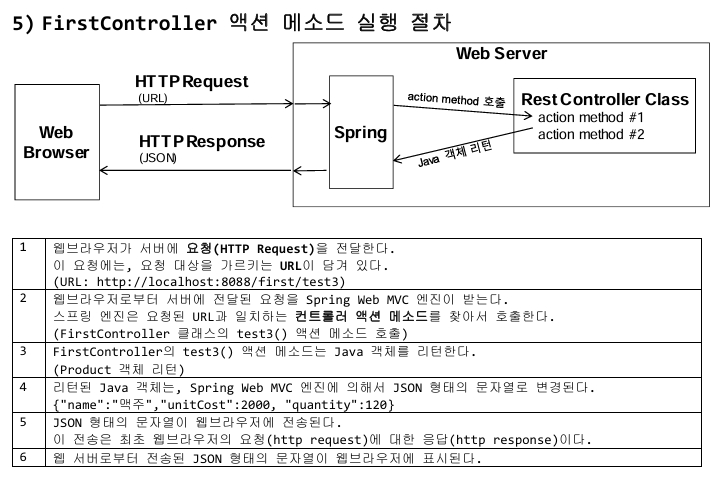 5) FirstController 액션 메소드 실행 절차
Web Server
HTTP Request
(URL)
action method 호출
Rest Controller Class
action method #1
action method #2
Web
Browser
HTTP Response
(JSON)
Spring
Java 객체 리턴
1 웹브라우저가 서버에 요청(HTTP Request)을 전달한다.
이 요청에는, 요청 대상을 가르키는 URL이 담겨 있다.
(URL: http://localhost:8088/first/test3)
2 웹브라우저로부터 서버에 전달된 요청을 Spring Web MVC 엔진이 받는다.
스프링 엔진은 요청된 URL과 일치하는 컨트롤러 액션 메소드를 찾아서 호출한다.
(FirstController 클래스의 test3() 액션 메소드 호출)
3 FirstController의 test3() 액션 메소드는 Java 객체를 리턴한다.
(Product 객체 리턴)
4 리턴된 Java 객체는, Spring Web MVC 엔진에 의해서 JSON 형태의 문자열로 변경된다.
{"name":"맥주","unitCost":2000, "quantity":120}
5 JSON 형태의 문자열이 웹브라우저에 전송된다.
이 전송은 최초 웹브라우저의 요청(http request)에 대한 응답(http response)이다.
6 웹 서버로부터 전송된 JSON 형태의 문자열이 웹브라우저에 표시된다.